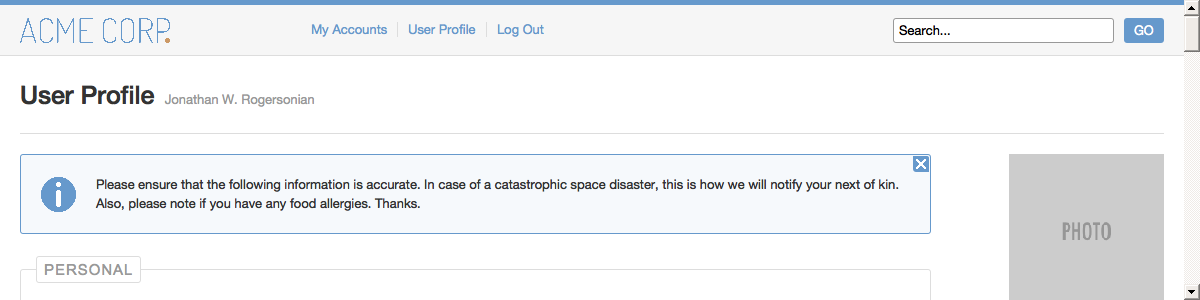 ACME CORP.
My Accounts
User Profile
Log Out
Search...
GO
User Profile Jonathan W. Rogersonian
Please ensure that the following information is accurate. In case of a catastrophic space disaster, this is how we will notify your next of kin.
Also, please note if you have any food allergies. Thanks.
PHOTO
PERSONAL